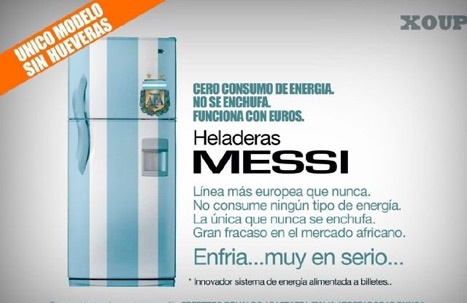 UNICO MODELO
SIN HUEVERAS
XOUP
CERO CONSUMO DE ENERGIA.
NO SE ENCHUFA.
FUNCIONA CON EUROS.
Heladeras
MESSI
Línea más europea que nunca.
No consume ningún tipo de energía.
La única que nunca se enchufa.
Gran fracaso en el mercado africano.
Enfria...muy en serio...
* Innovador sistema de energía alimentada a billetes..